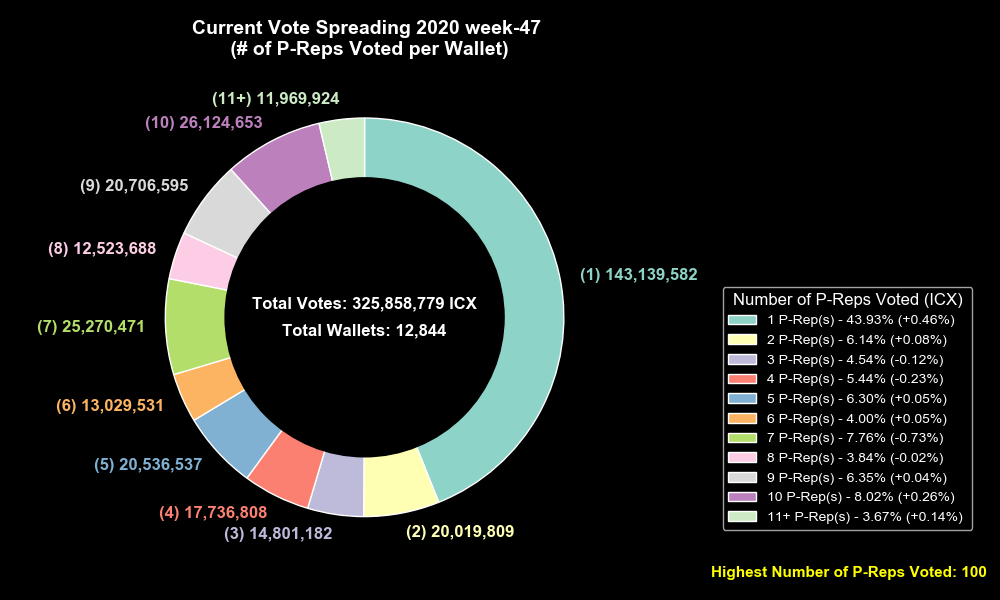 Current Vote Spreading 2020 week-47
(# of P-Reps Voted per Wallet)
(11+) 11,969,924
(10) 26,124,653
(9) 20,706,595
(8) 12,523,688
(1) 143,139,582
Total Votes: 325,858,779 ICX
Total Wallets: 12,844
(7) 25,270,471
(6) 13,029,531
(5) 20,536,537
(4) 17,736,808
(3) 14,801,182
(2) 20,019,809
Number of P-Reps Voted (ICX)
1 P-Rep(s) - 43.93% (+0.46%)
2 P-Rep(s) - 6.14% (+0.08%)
3 P-Rep(s) - 4.54% (-0.12%)
4 P-Rep(s) - 5.44% (-0.23%)
5 P-Rep(s) - 6.30% (+0.05%)
6 P-Rep(s) - 4.00% (+0.05%)
7 P-Rep(s) - 7.76% (-0.73%)
8 P-Rep(s) - 3.84% (-0.02%)
9 P-Rep(s) - 6.35% (+0.04%)
10 P-Rep(s) - 8.02% (+0.26%)
11+ P-Rep(s) - 3.67% (+0.14%)
Highest Number of P-Reps Voted: 100